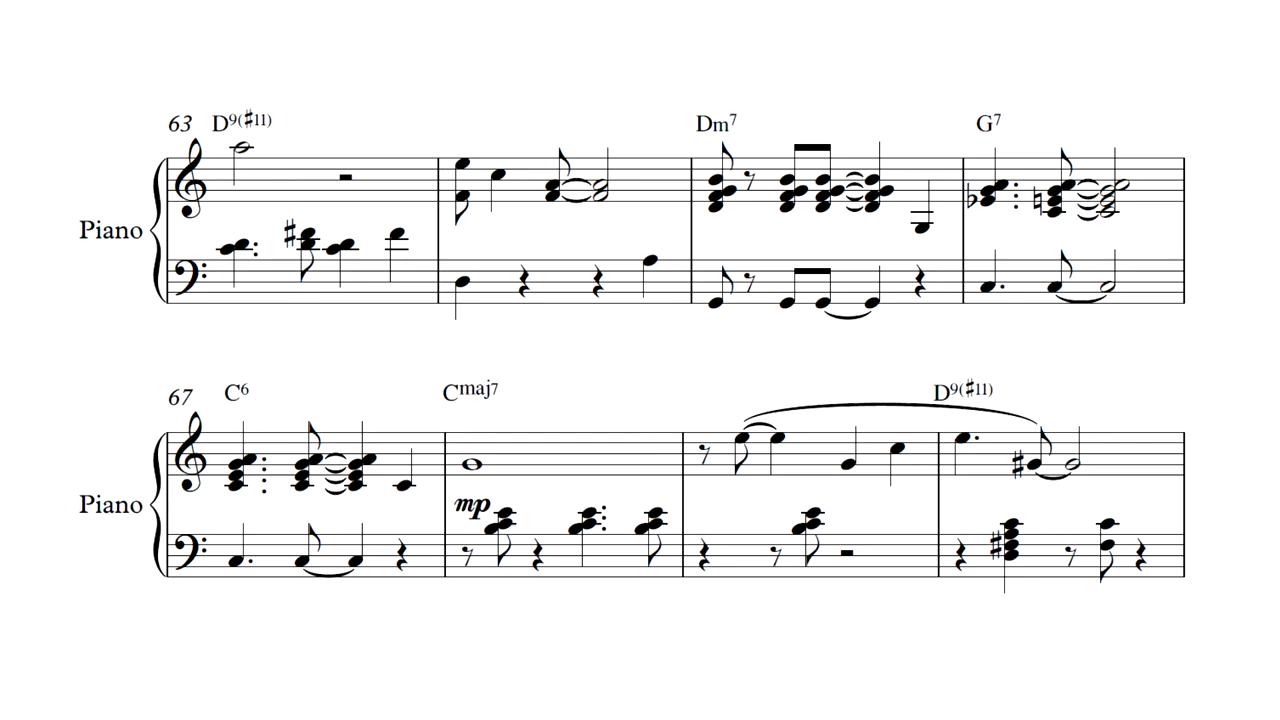 63 D9(♯11) Dm7 G7
Piano
67 C6 Cmaj7 D9(♯11)
Piano
mp